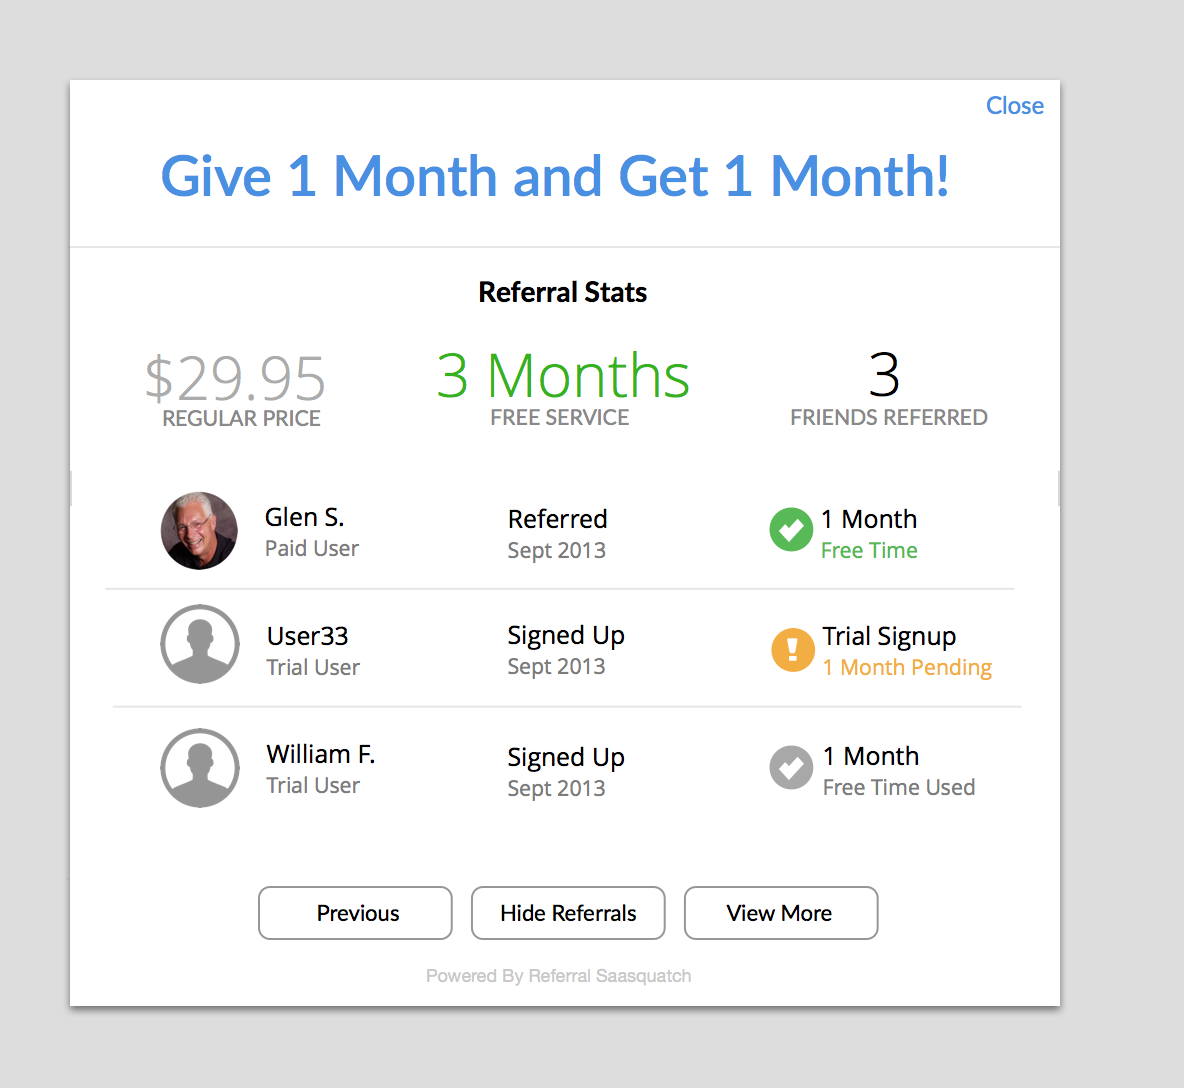 Close
Give 1 Month and Get 1 Month!
Referral Stats
$29.95
REGULAR PRICE
3 Months
FREE SERVICE
3
FRIENDS REFERRED
Glen S.
Paid User
Referred
Sept 2013
1 Month
Free Time
User33
Trial User
Signed Up
Sept 2013
Trial Signup
1 Month Pending
William F.
Trial User
Signed Up
Sept 2013
1 Month
Free Time Used
Previous
Hide Referrals
View More
Powered By Referral Saasquatch